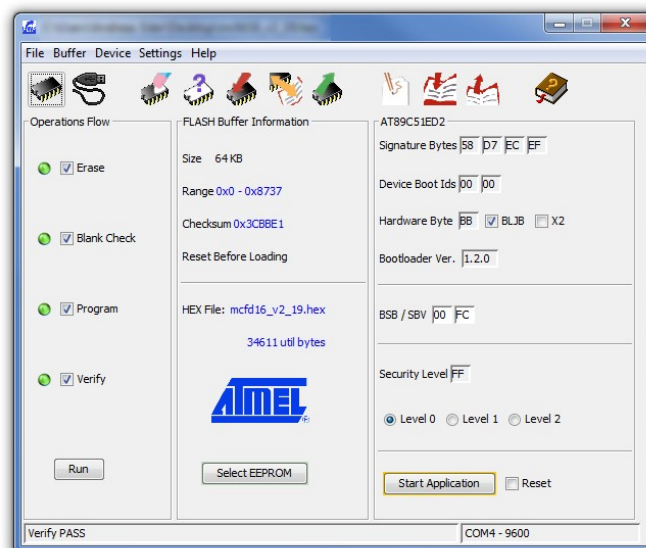 File Buffer Device Settings Help
Operations Flow
Erase
Blank Check
Program
Verify
Run
FLASH Buffer Information
Size 64 KB
Range 0x0 - 0x8737
Checksum 0x3CBBE1
Reset Before Loading
HEX File: mcfd16_v2_19.hex
34611 util bytes
ATMEL
Select EEPROM
AT89C51ED2
Signature Bytes 58 D7 EC EF
Device Boot Ids 00 00
Hardware Byte BB BLJB X2
Bootloader Ver. 1.2.0
BSB / SBV 00 FC
Security Level FF
Level 0 Level 1 Level 2
Start Application Reset
Verify PASS COM4 - 9600